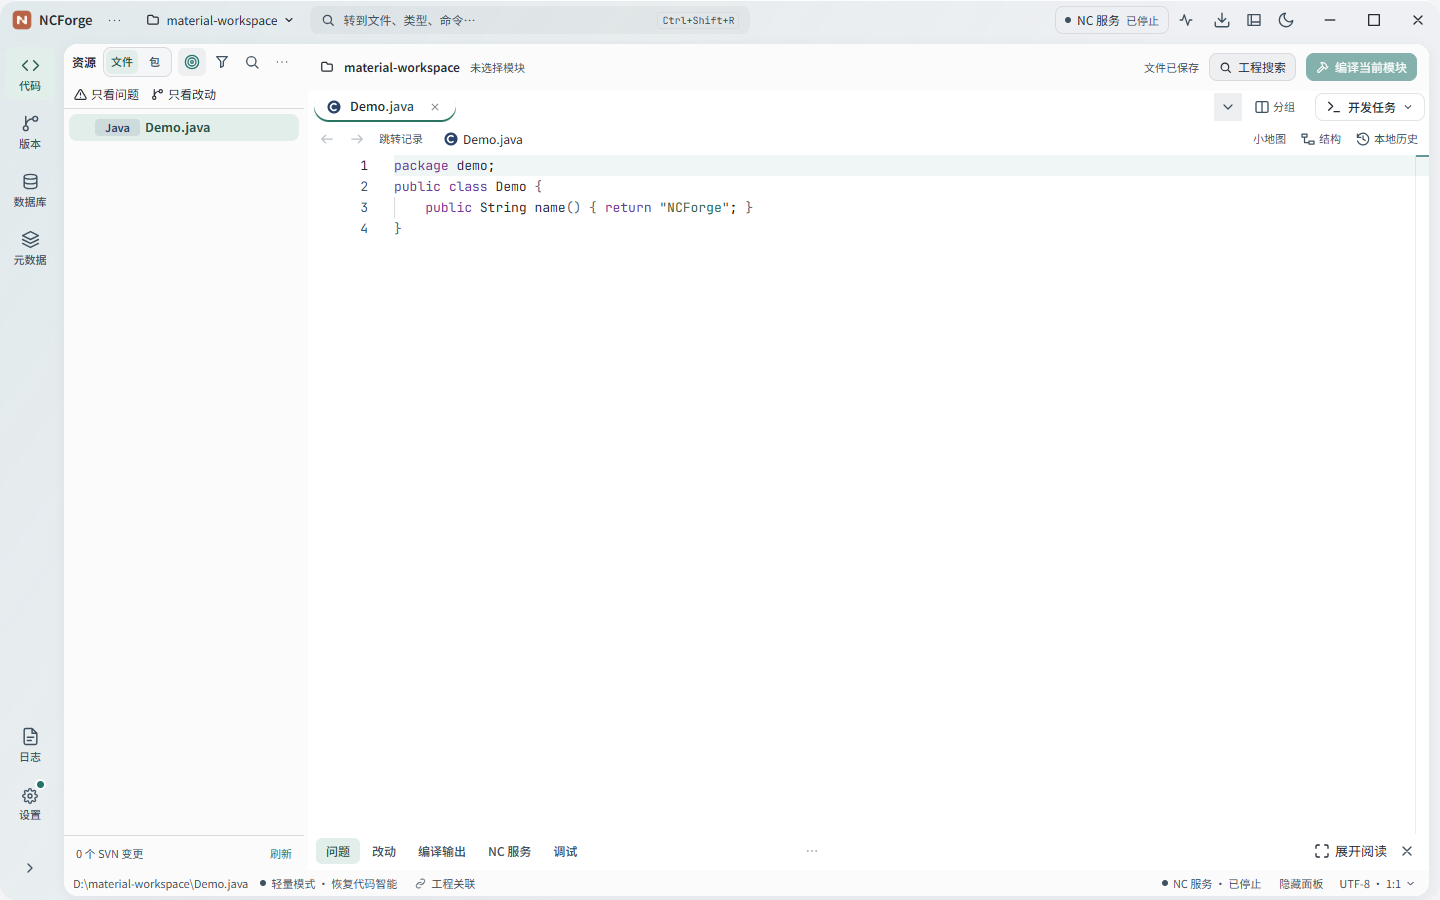 NCForge
material-workspace
转到文件、类型、命令… Ctrl+Shift+R
NC 服务 已停止
代码
版本
数据库
元数据
日志
设置
资源 文件 包
只看问题 只看改动
Java Demo.java
0 个 SVN 变更 刷新
material-workspace 未选择模块
文件已保存 工程搜索 编译当前模块
Demo.java
分组 开发任务
跳转记录 Demo.java
小地图 结构 本地历史
1 package demo;
2 public class Demo {
3 public String name() { return "NCForge"; }
4 }
问题 改动 编译输出 NC 服务 调试
展开阅读
D:\material-workspace\Demo.java 轻量模式 · 恢复代码智能 工程关联
NC 服务 · 已停止 隐藏面板 UTF-8 · 1:1